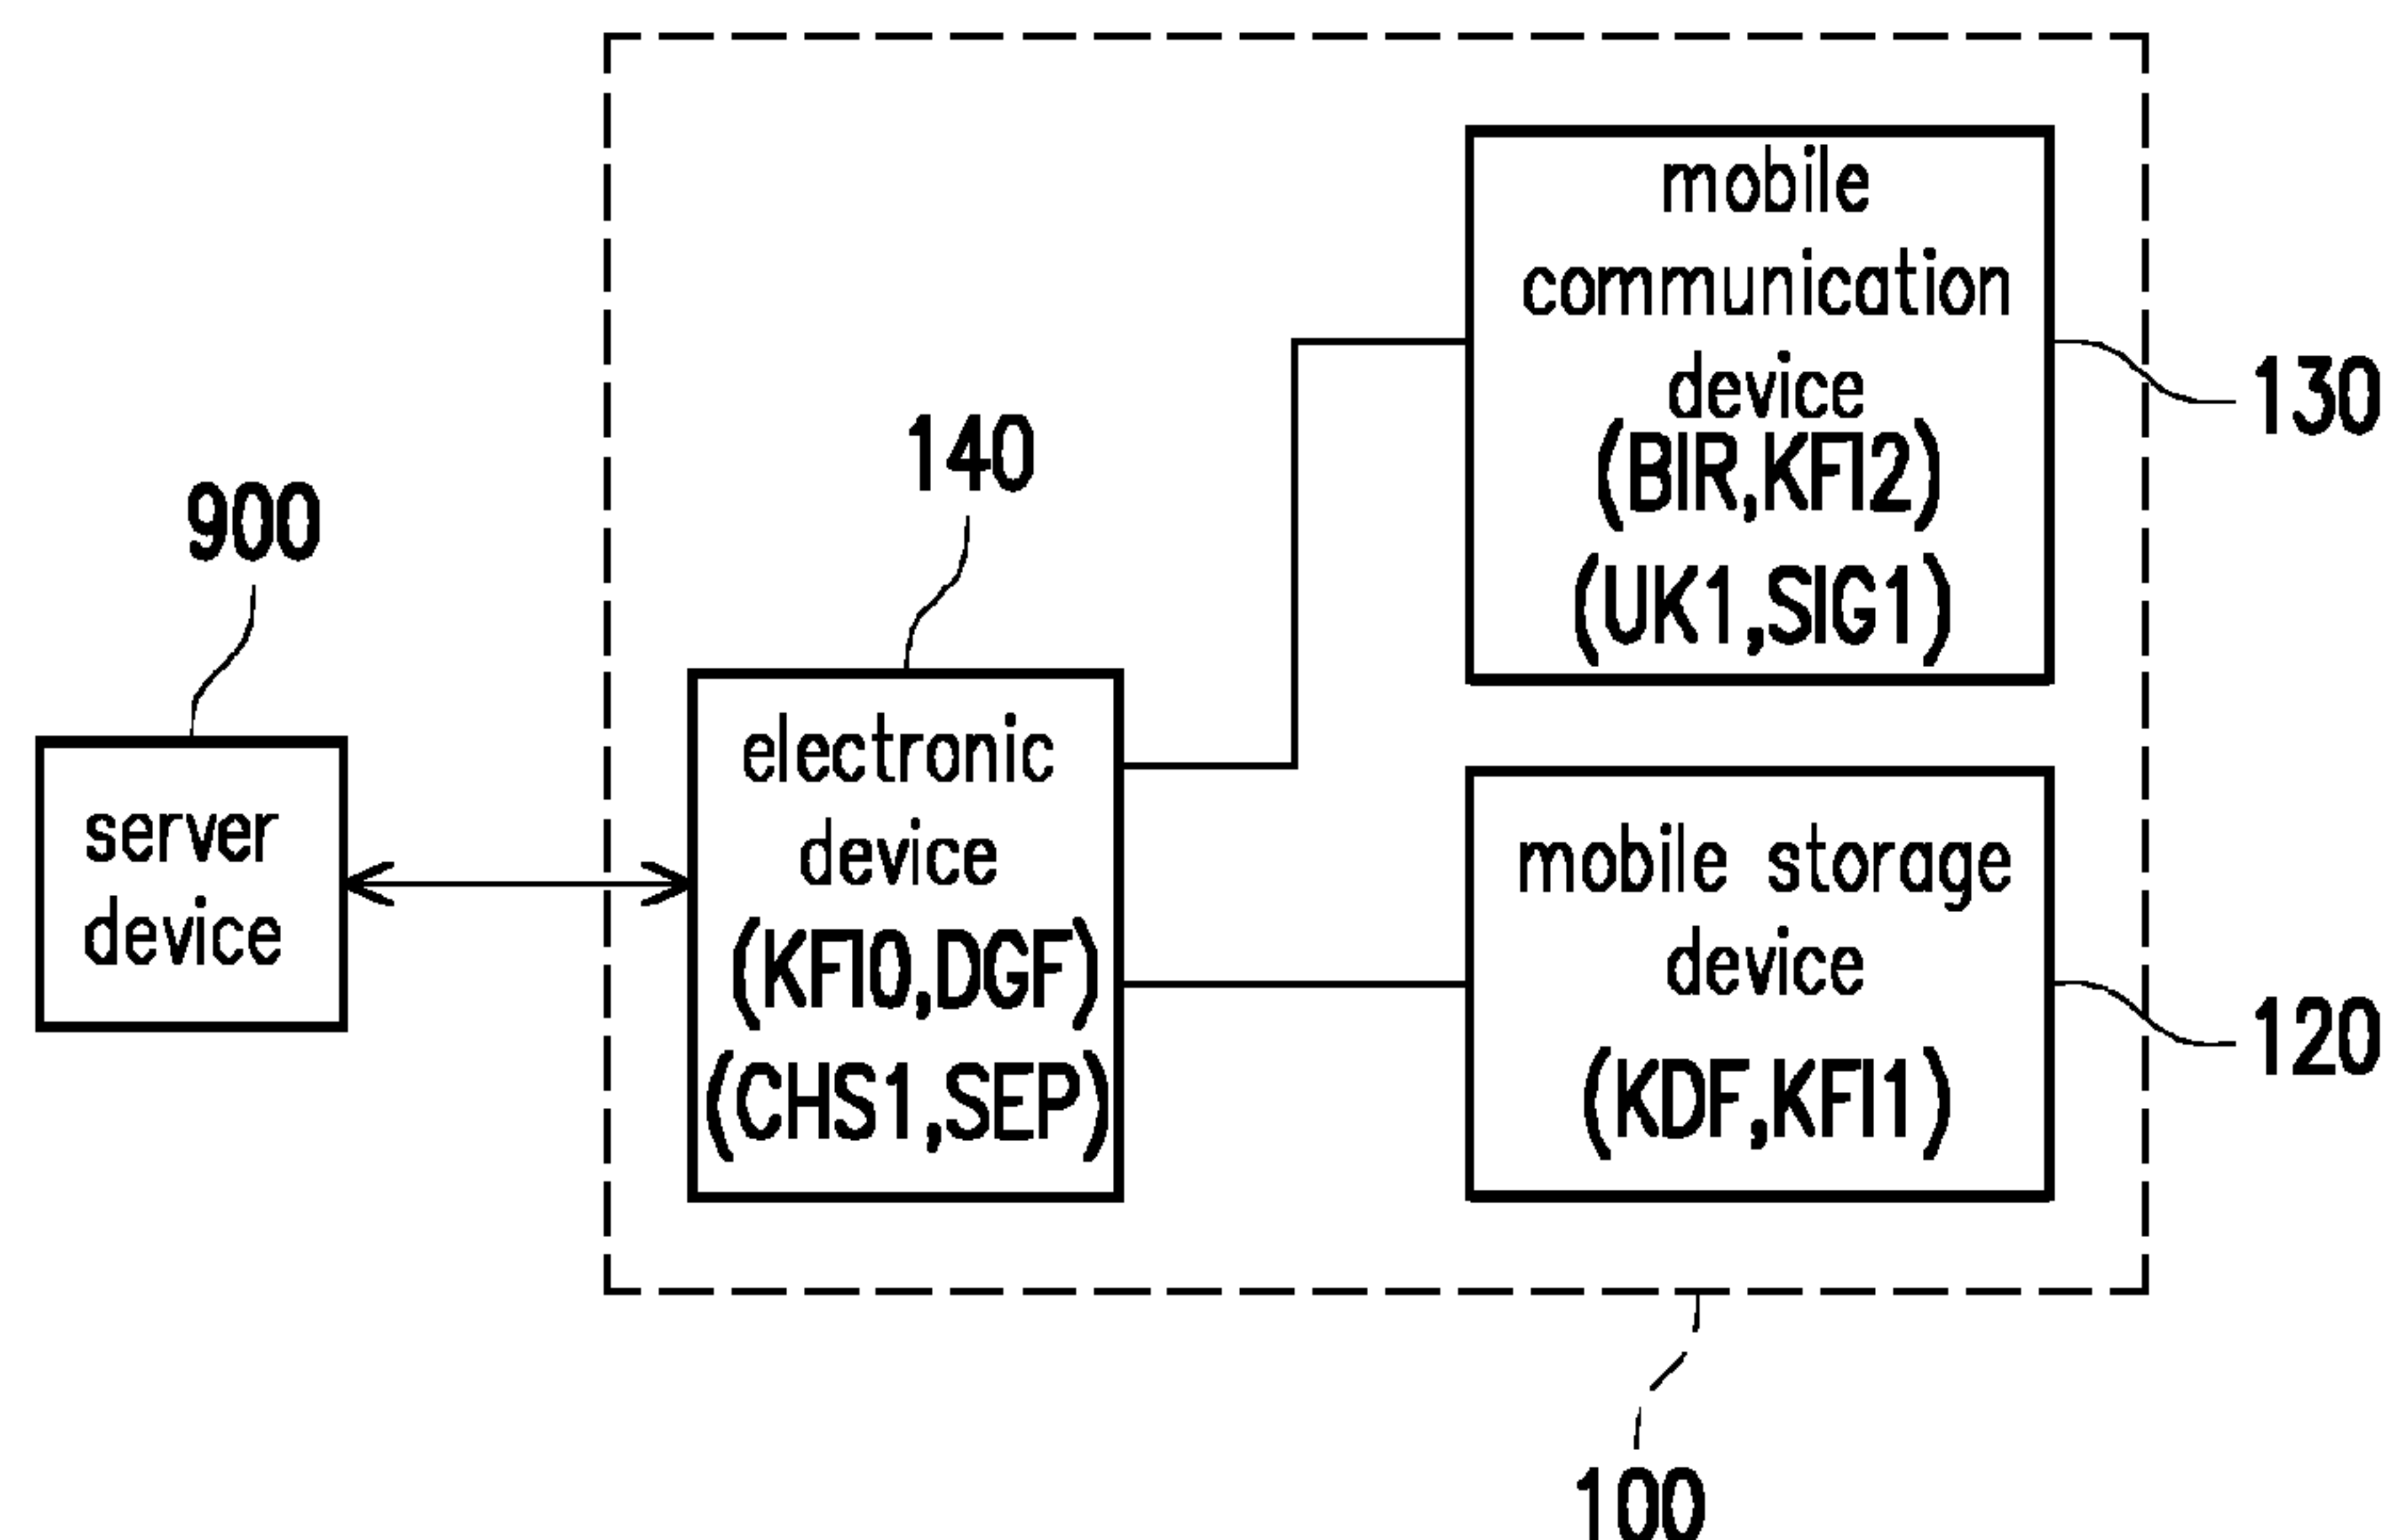 900
server
device
140
electronic
device
(KFI0,DGF)
(CHS1,SEP)
mobile
communication
device
(BIR,KFI2)
(UK1,SIG1)
130
mobile storage
device
(KDF,KFI1)
120
100